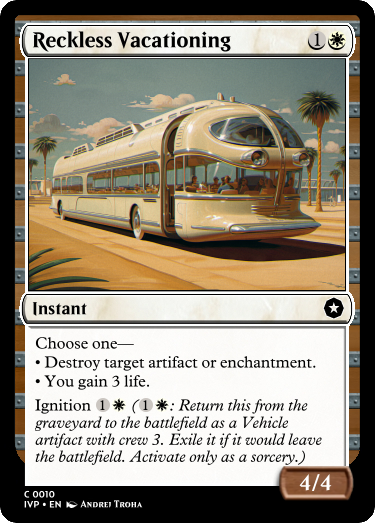 Reckless Vacationing 1
Instant
Choose one—
• Destroy target artifact or enchantment.
• You gain 3 life.
Ignition 1 (1: Return this from the
graveyard to the battlefield as a Vehicle
artifact with crew 3. Exile it if it would leave
the battlefield. Activate only as a sorcery.)
4/4
C 0010
IVP • EN Andrej Troha